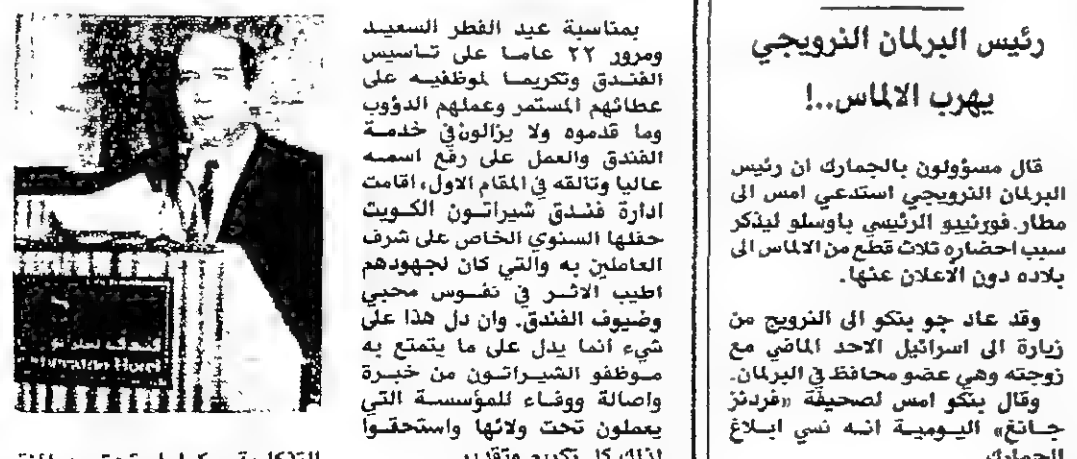 رئيس البرلمان النرويجي
يهرب الالماس..!
قال مسؤولون بالجمارك ان رئيس
البرلمان النرويجي استدعي امس الى
مطار فورنيبو الرئيسي بأوسلو ليذكر
سبب احضاره ثلاث قطع من الالماس الى
بلاده دون الاعلان عنها.
وقد عاد جو بنكو الى النرويج من
زيارة الى اسرائيل الاحد الماضي مع
زوجته وهي عضو محافظ في البرلمان.
وقال بنكو امس لصحيفة «فردنز
جانغ» اليومية انه نسي ابلاغ
الجمارك
بمناسبة عيد الفطر السعيد
ومرور ٢٢ عاما على تأسيس
الفندق وتكريما لموظفيه على
عطائهم المستمر وعملهم الدؤوب
وما قدموه ولا يزالون في خدمة
الفندق والعمل على رفع اسمه
عاليا وتالقه في المقام الاول، اقامت
ادارة فندق شيراتون الكويت
حفلها السنوي الخاص على شرف
العاملين به والتي كان لجهودهم
اطيب الاثر في نفوس محبي
وضيوف الفندق. وان دل هذا على
شيء انما يدل على ما يتمتع به
موظفو الشيراتون من خبرة
واصالة ووفاء للمؤسسة التي
يعملون تحت ولائها واستحقوا
لذلك كل تكريم وتقدير